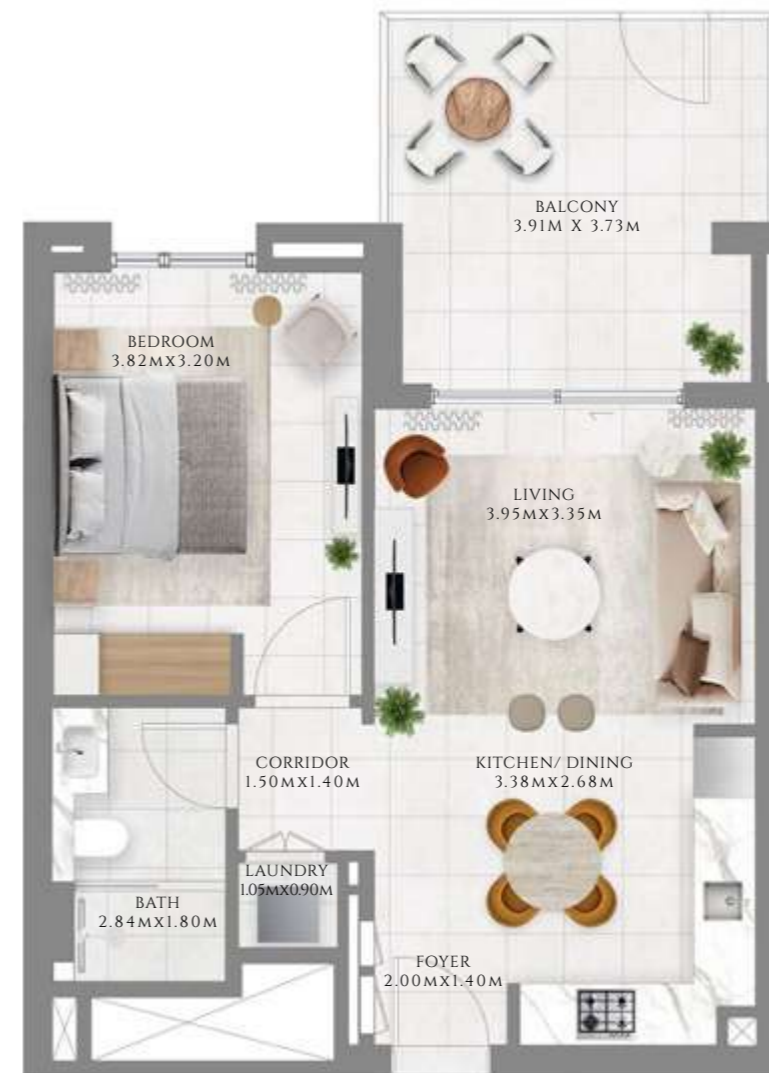 BALCONY
3.91M X 3.73M
BEDROOM
3.82MX3.20M
LIVING
3.95MX3.35M
CORRIDOR
1.50MX1.40M
KITCHEN/ DINING
3.38MX2.68M
LAUNDRY
1.05MX0.90M
BATH
2.84MX1.80M
FOYER
2.00MX1.40M